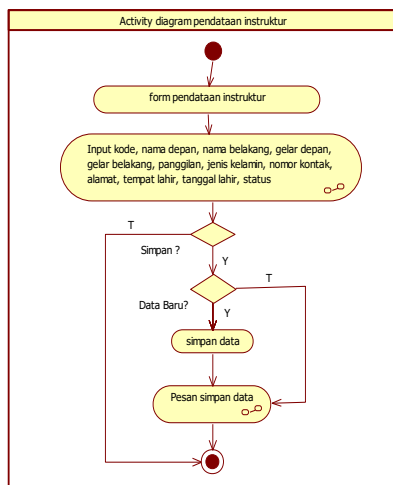 Activity diagram pendataan instruktur
form pendataan instruktur
Input kode, nama depan, nama belakang, gelar depan,
gelar belakang, panggilan, jenis kelamin, nomor kontak,
alamat, tempat lahir, tanggal lahir, status
T
Simpan ?
Y
T
Data Baru?
Y
simpan data
Pesan simpan data